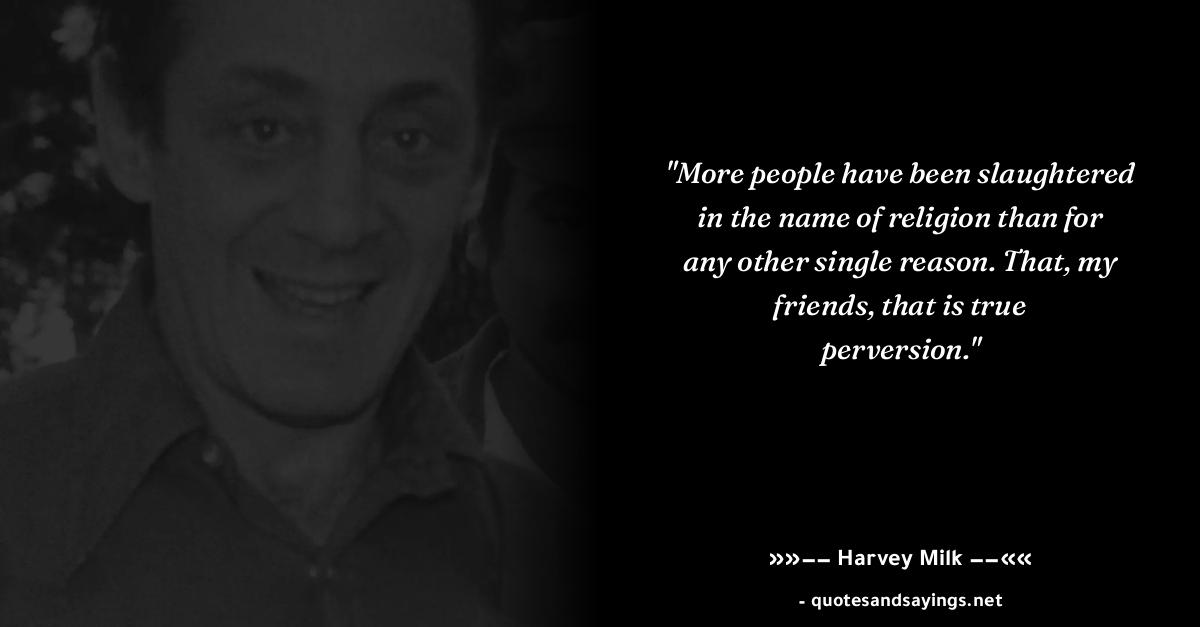 "More people have been slaughtered
in the name of religion than for
any other single reason. That, my
friends, that is true
perversion."
»»–– Harvey Milk ––««
- quotesandsayings.net